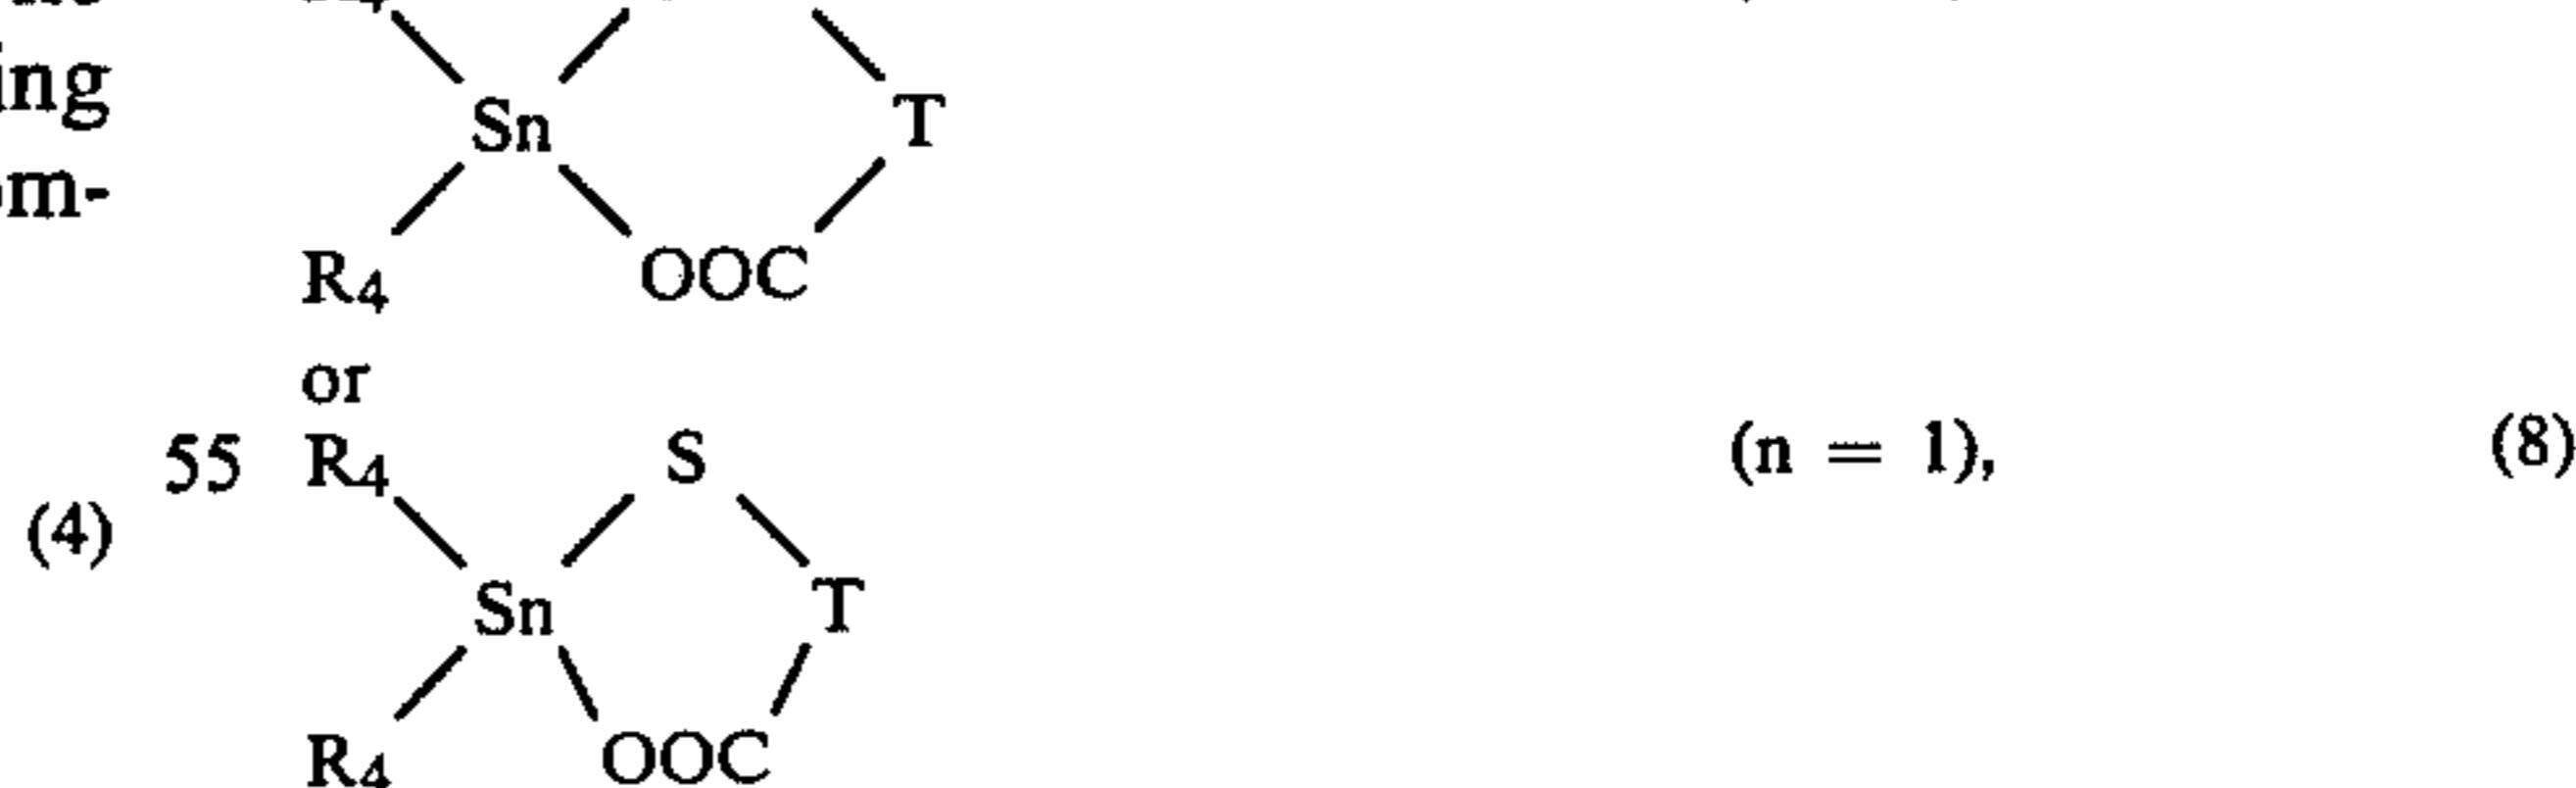 ing
Sn T
om-
R4 OOC
or
55 R4 S (n = 1), (8)
(4)
Sn T
R4 OOC